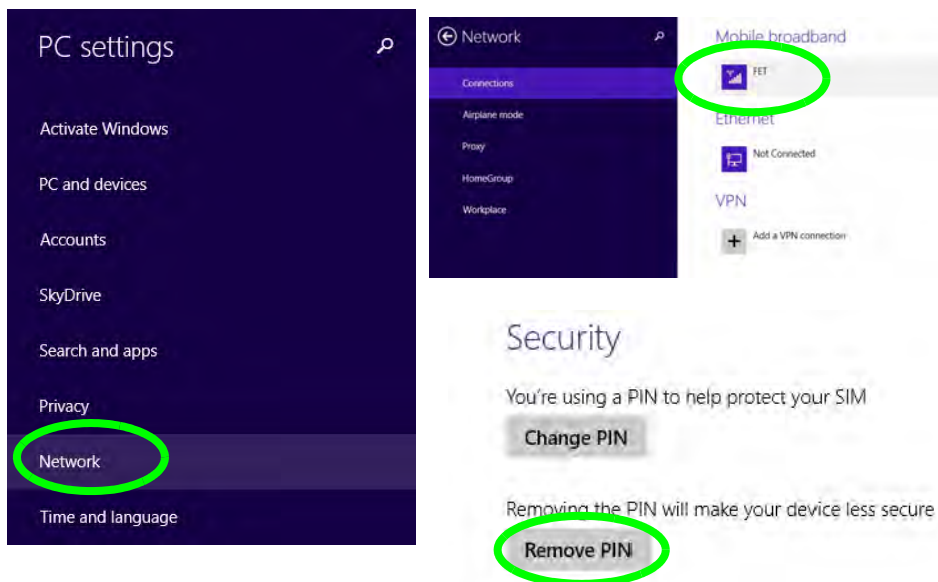 PC settings
Activate Windows
PC and devices
Accounts
SkyDrive
Search and apps
Privacy
Network
Time and language
Network
Connections
Airplane mode
Proxy
HomeGroup
Workplace
Mobile broadband
FET
Ethernet
Not Connected
VPN
Add a VPN connection
Security
You're using a PIN to help protect your SIM
Change PIN
Removing the PIN will make your device less secure
Remove PIN